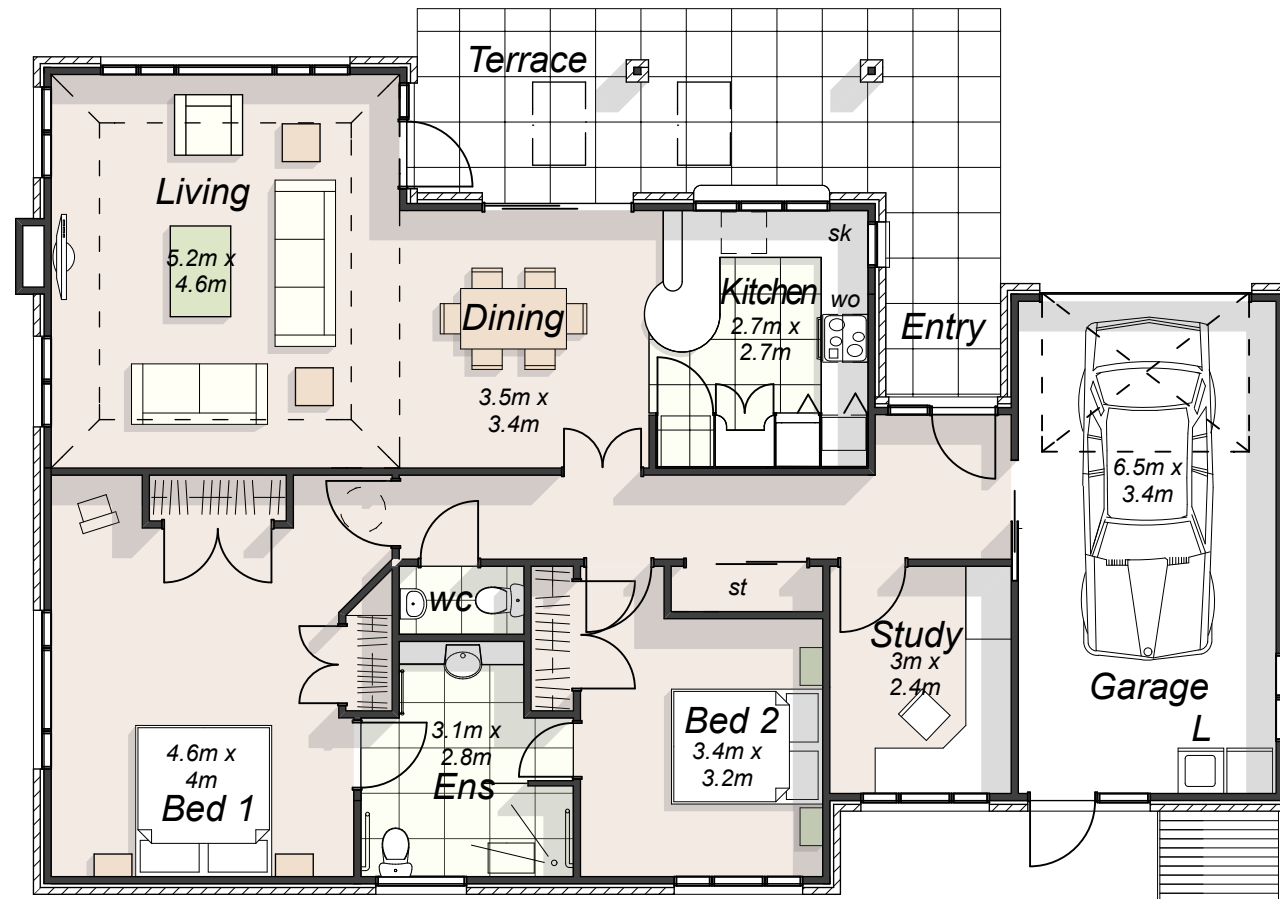 Terrace
Living
5.2m x
4.6m
Dining
3.5m x
3.4m
sk
Kitchen
wo
2.7m x
2.7m
Entry
6.5m x
3.4m
Garage
L
wc
st
Study
3m x
2.4m
4.6m x
4m
Bed 1
3.1m x
2.8m
Ens
Bed 2
3.4m x
3.2m